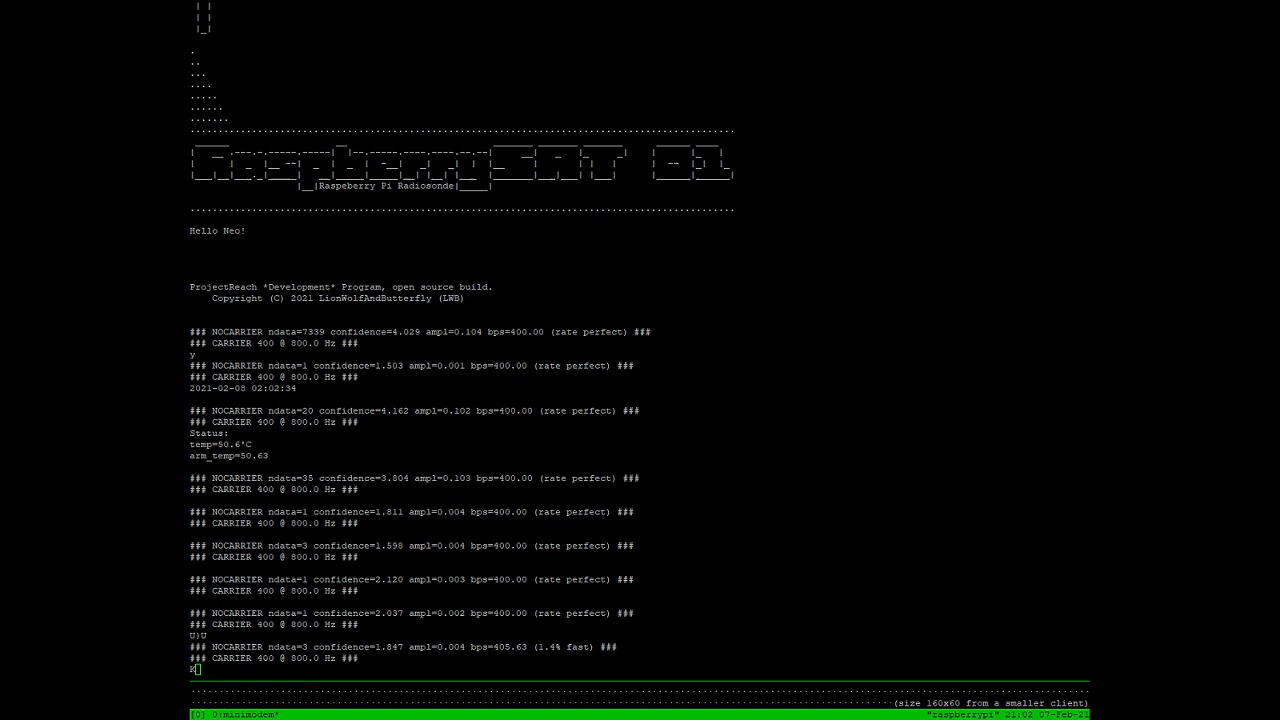 RaspberrySAT 01
Raspeberry Pi Radiosonde
Hello Neo!
ProjectReach *Development* Program, open source build.
Copyright (C) 2021 LionWolfAndButterfly (LWB)
### NOCARRIER ndata=7339 confidence=4.029 ampl=0.104 bps=400.00 (rate perfect) ###
### CARRIER 400 @ 800.0 Hz ###
y
### NOCARRIER ndata=1 confidence=1.503 ampl=0.001 bps=400.00 (rate perfect) ###
### CARRIER 400 @ 800.0 Hz ###
2021-02-08 02:02:34
### NOCARRIER ndata=20 confidence=4.162 ampl=0.102 bps=400.00 (rate perfect) ###
### CARRIER 400 @ 800.0 Hz ###
Status:
temp=50.6'C
arm_temp=50.63
### NOCARRIER ndata=35 confidence=3.804 ampl=0.103 bps=400.00 (rate perfect) ###
### CARRIER 400 @ 800.0 Hz ###
### NOCARRIER ndata=1 confidence=1.811 ampl=0.004 bps=400.00 (rate perfect) ###
### CARRIER 400 @ 800.0 Hz ###
### NOCARRIER ndata=3 confidence=1.598 ampl=0.004 bps=400.00 (rate perfect) ###
### CARRIER 400 @ 800.0 Hz ###
### NOCARRIER ndata=1 confidence=2.120 ampl=0.003 bps=400.00 (rate perfect) ###
### CARRIER 400 @ 800.0 Hz ###
### NOCARRIER ndata=1 confidence=2.037 ampl=0.002 bps=400.00 (rate perfect) ###
### CARRIER 400 @ 800.0 Hz ###
U}U
### NOCARRIER ndata=3 confidence=1.847 ampl=0.004 bps=405.63 (1.4% fast) ###
### CARRIER 400 @ 800.0 Hz ###
K
(size 160x60 from a smaller client)
[0] 0:minimodem* "raspberrypi" 21:02 07-Feb-21